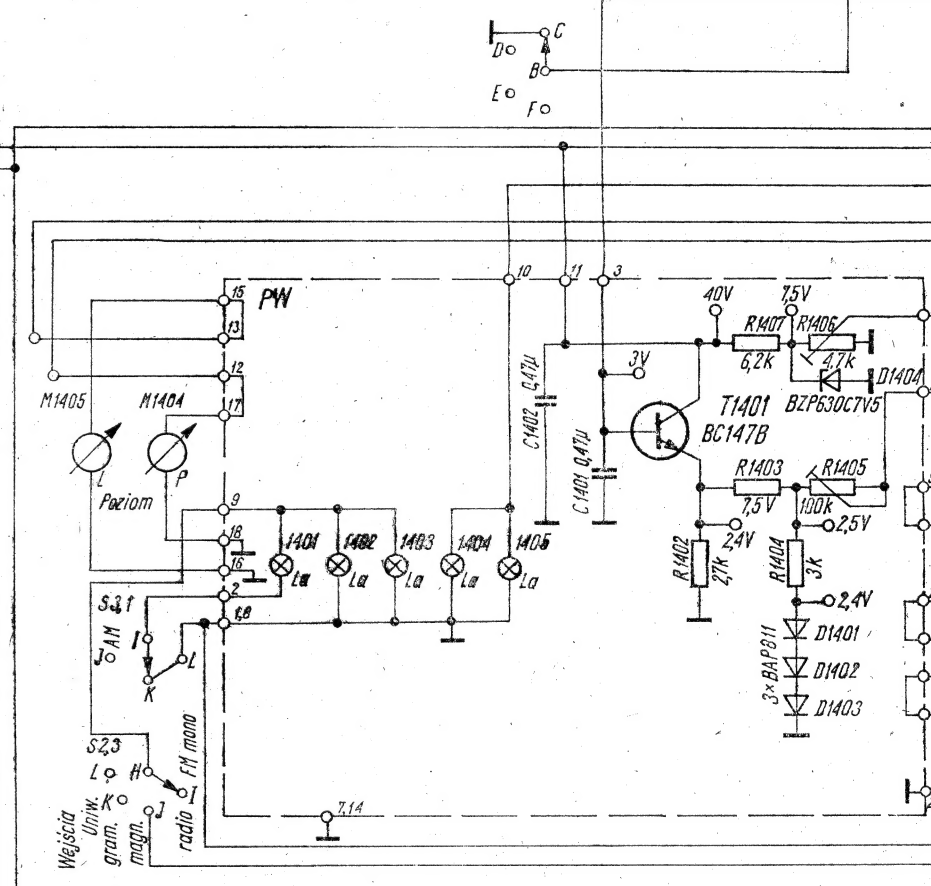 C
D
B
E
F
10
11
3
15
PW
40V
7,5V
13
R1407
R1406
12
3V
6,2k
4,7k
D1404
M1405
M1404
17
C1402 0,47µ
T1401
BZP630C7V5
BC147B
C1401 0,47µ
L
P
R1403
R1405
Poziom
9
7,5V
100k
18
2,4V
2,5V
1401
1402
1403
1404
1405
La
La
La
La
La
16
R1402
2,7k
R1404
3k
S3,1
2
2,4V
1,8
I
AM
J
L
K
3×BAP811
D1401
D1402
D1403
S2,3
FM mono
L
H
K
I
J
7,14
Wejścia
Uniw.
gram.
magn.
radio